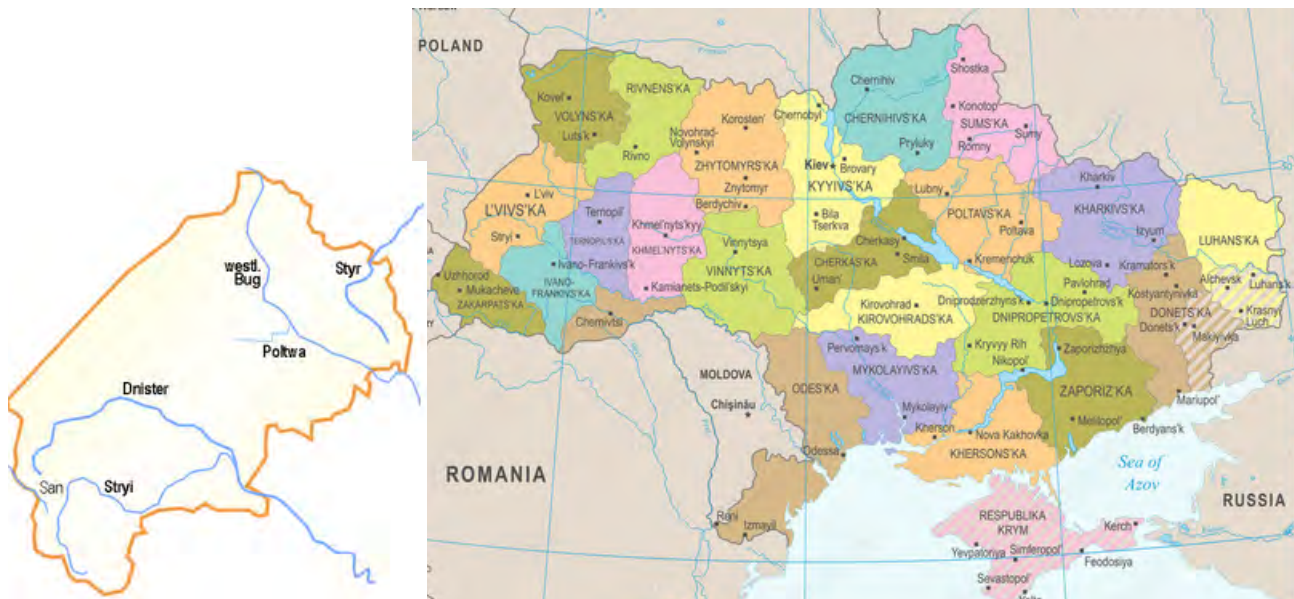 westl.
Bug
Styr
Poltwa
Dnister
San
Stryi
POLAND
Kovel'
VOLYNS'KA
Luts'k
RIVNENS'KA
Rivno
Novohrad-
Volynskyi
Korosten'
ZHYTOMYRS'KA
Znytomyr
Berdychiv
Chernobyl
Kiev
Brovary
KYYIVS'KA
Bila
Tserkva
Chernihiv
CHERNIHIVS'KA
Pryluky
Shostka
Konotop
SUMS'KA
Sumy
Romny
L'viv
L'VIVS'KA
Stryi
Ternopil'
TERNOPIL'S'KA
Khmel'nyts'kyy
KHMEL'NYTS'KA
Kamianets-Podil'skyi
Vinnytsya
VINNYTS'KA
Lubny
POLTAVS'KA
Poltava
Kremenchuk
Kharkiv
KHARKIVS'KA
Izyum
Lozova
LUHANS'KA
Alchevsk
Luhans'k
Krasnyi
Luch
Uzhhorod
Mukacheve
ZAKARPATS'KA
Ivano-Frankivs'k
IVANO-
FRANKIVS'KA
Chernivtsi
Cherkasy
CHERKAS'KA
Smila
Uman'
Kirovohrad
KIROVOHRADS'KA
Dniprodzerzhyns'k
Pavlohrad
Dnipropetrovs'k
DNIPROPETROVS'KA
Kramators'k
Kostyantynivka
DONETS'KA
Donets'k
Makiyivka
Kryvyy Rih
Nikopol'
Zaporizhzhya
ZAPORIZ'KA
Melitopol'
Mariupol'
Berdyans'k
Pervomays'k
MYKOLAYIVS'KA
Mykolayiv
ODES'KA
Odessa
Kherson
Nova Kakhovka
KHERSONS'KA
MOLDOVA
Chişinău
ROMANIA
Reni
Izmayil
Sea of
Azov
RUSSIA
RESPUBLIKA
KRYM
Kerch
Yevpatoriya
Simferopol'
Feodosiya
Sevastopol'